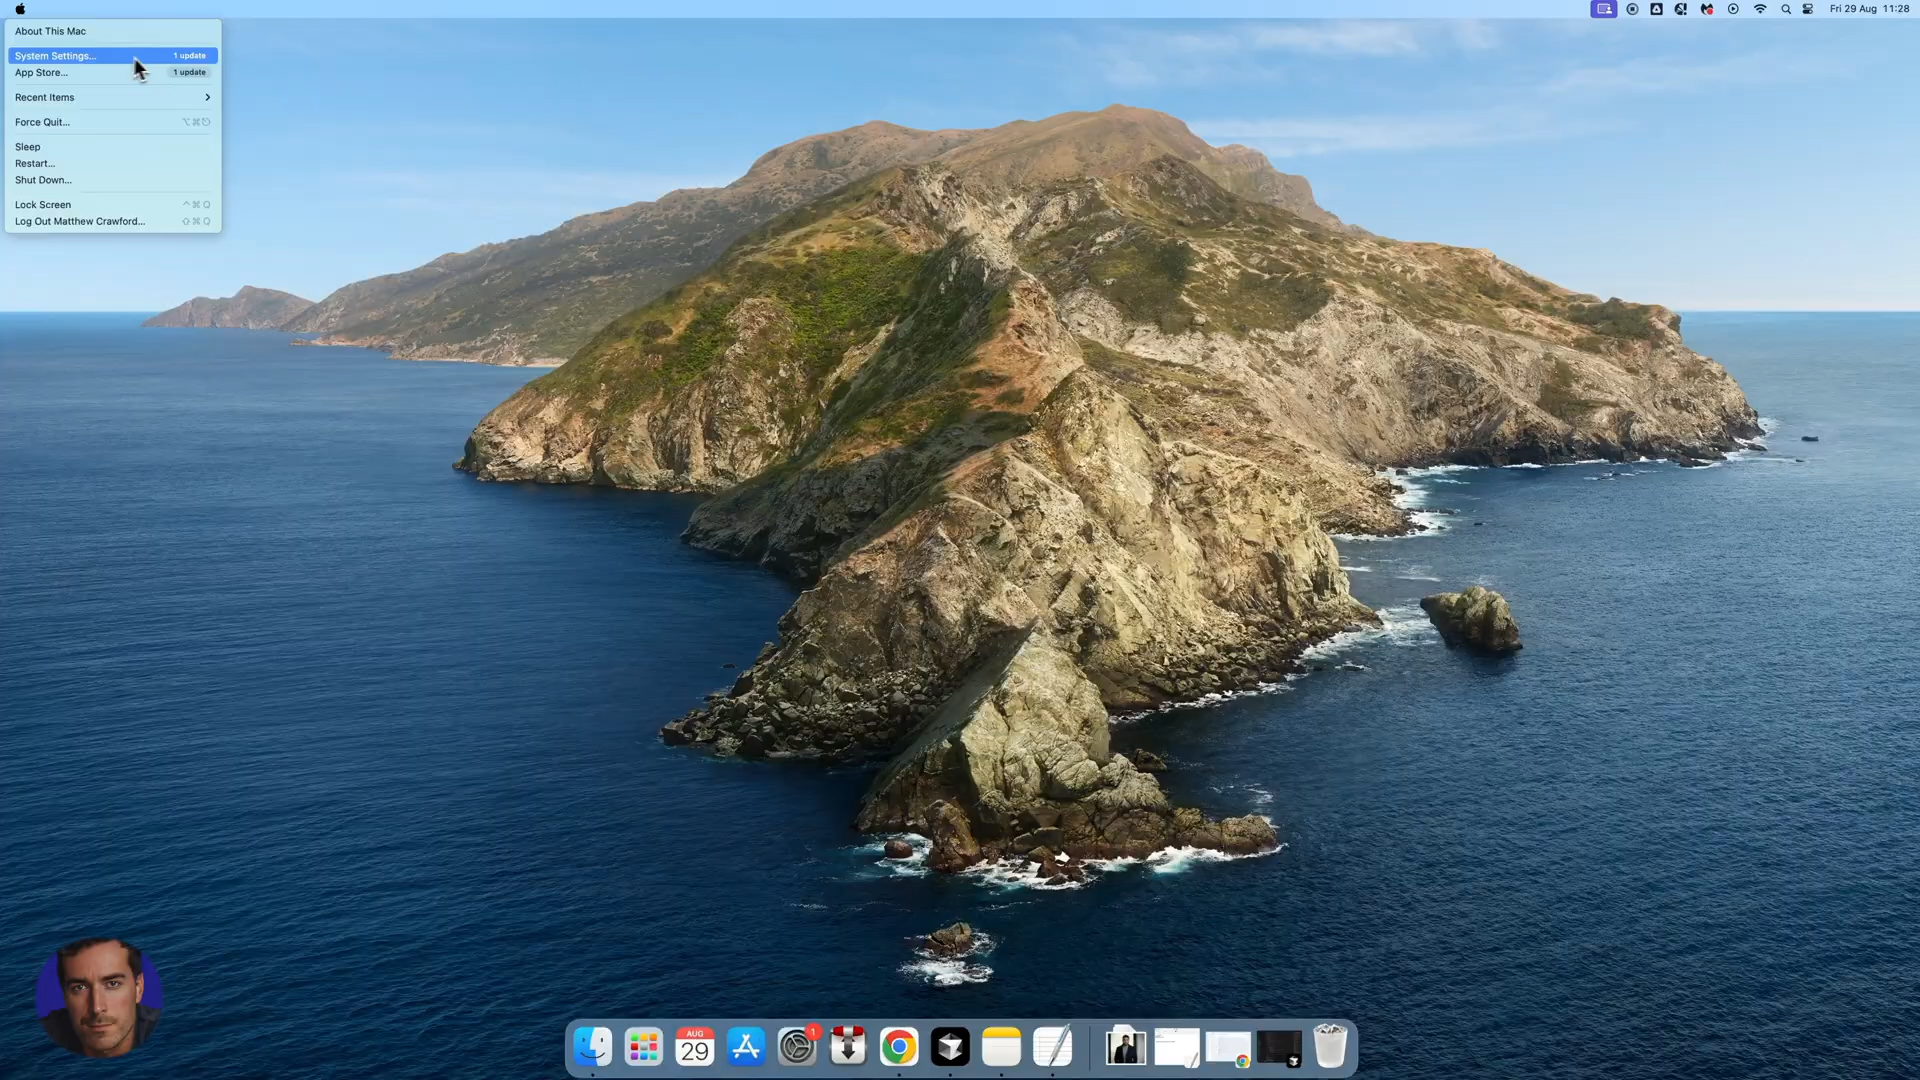 Fri 29 Aug 11:28
About This Mac
System Settings... 1 update
App Store... 1 update
Recent Items
Force Quit... ⌥⌘⎋
Sleep
Restart...
Shut Down...
Lock Screen ^⌘Q
Log Out Matthew Crawford... ⇧⌘Q
AUG
29
1